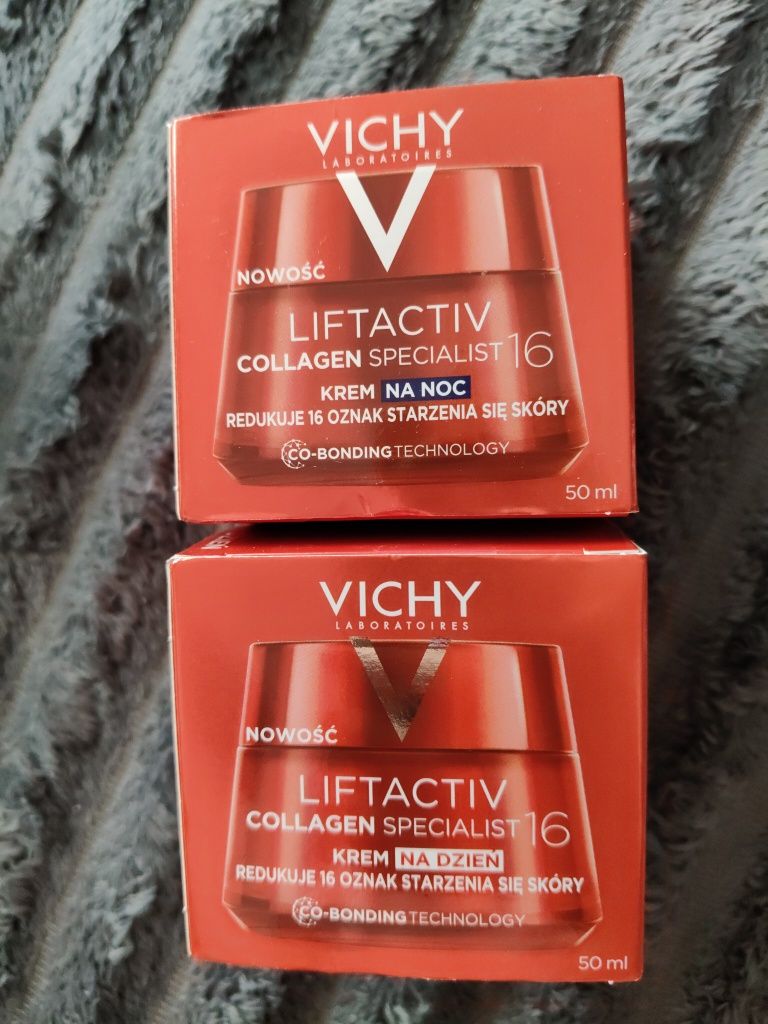 VICHY
LABORATOIRES
NOWOŚĆ
LIFTACTIV
COLLAGEN SPECIALIST 16
KREM NA NOC
REDUKUJE 16 OZNAK STARZENIA SIĘ SKÓRY
CO-BONDING TECHNOLOGY
50 ml
VICHY
LABORATOIRES
NOWOŚĆ
LIFTACTIV
COLLAGEN SPECIALIST 16
KREM NA DZIEŃ
REDUKUJE 16 OZNAK STARZENIA SIĘ SKÓRY
CO-BONDING TECHNOLOGY
50 ml